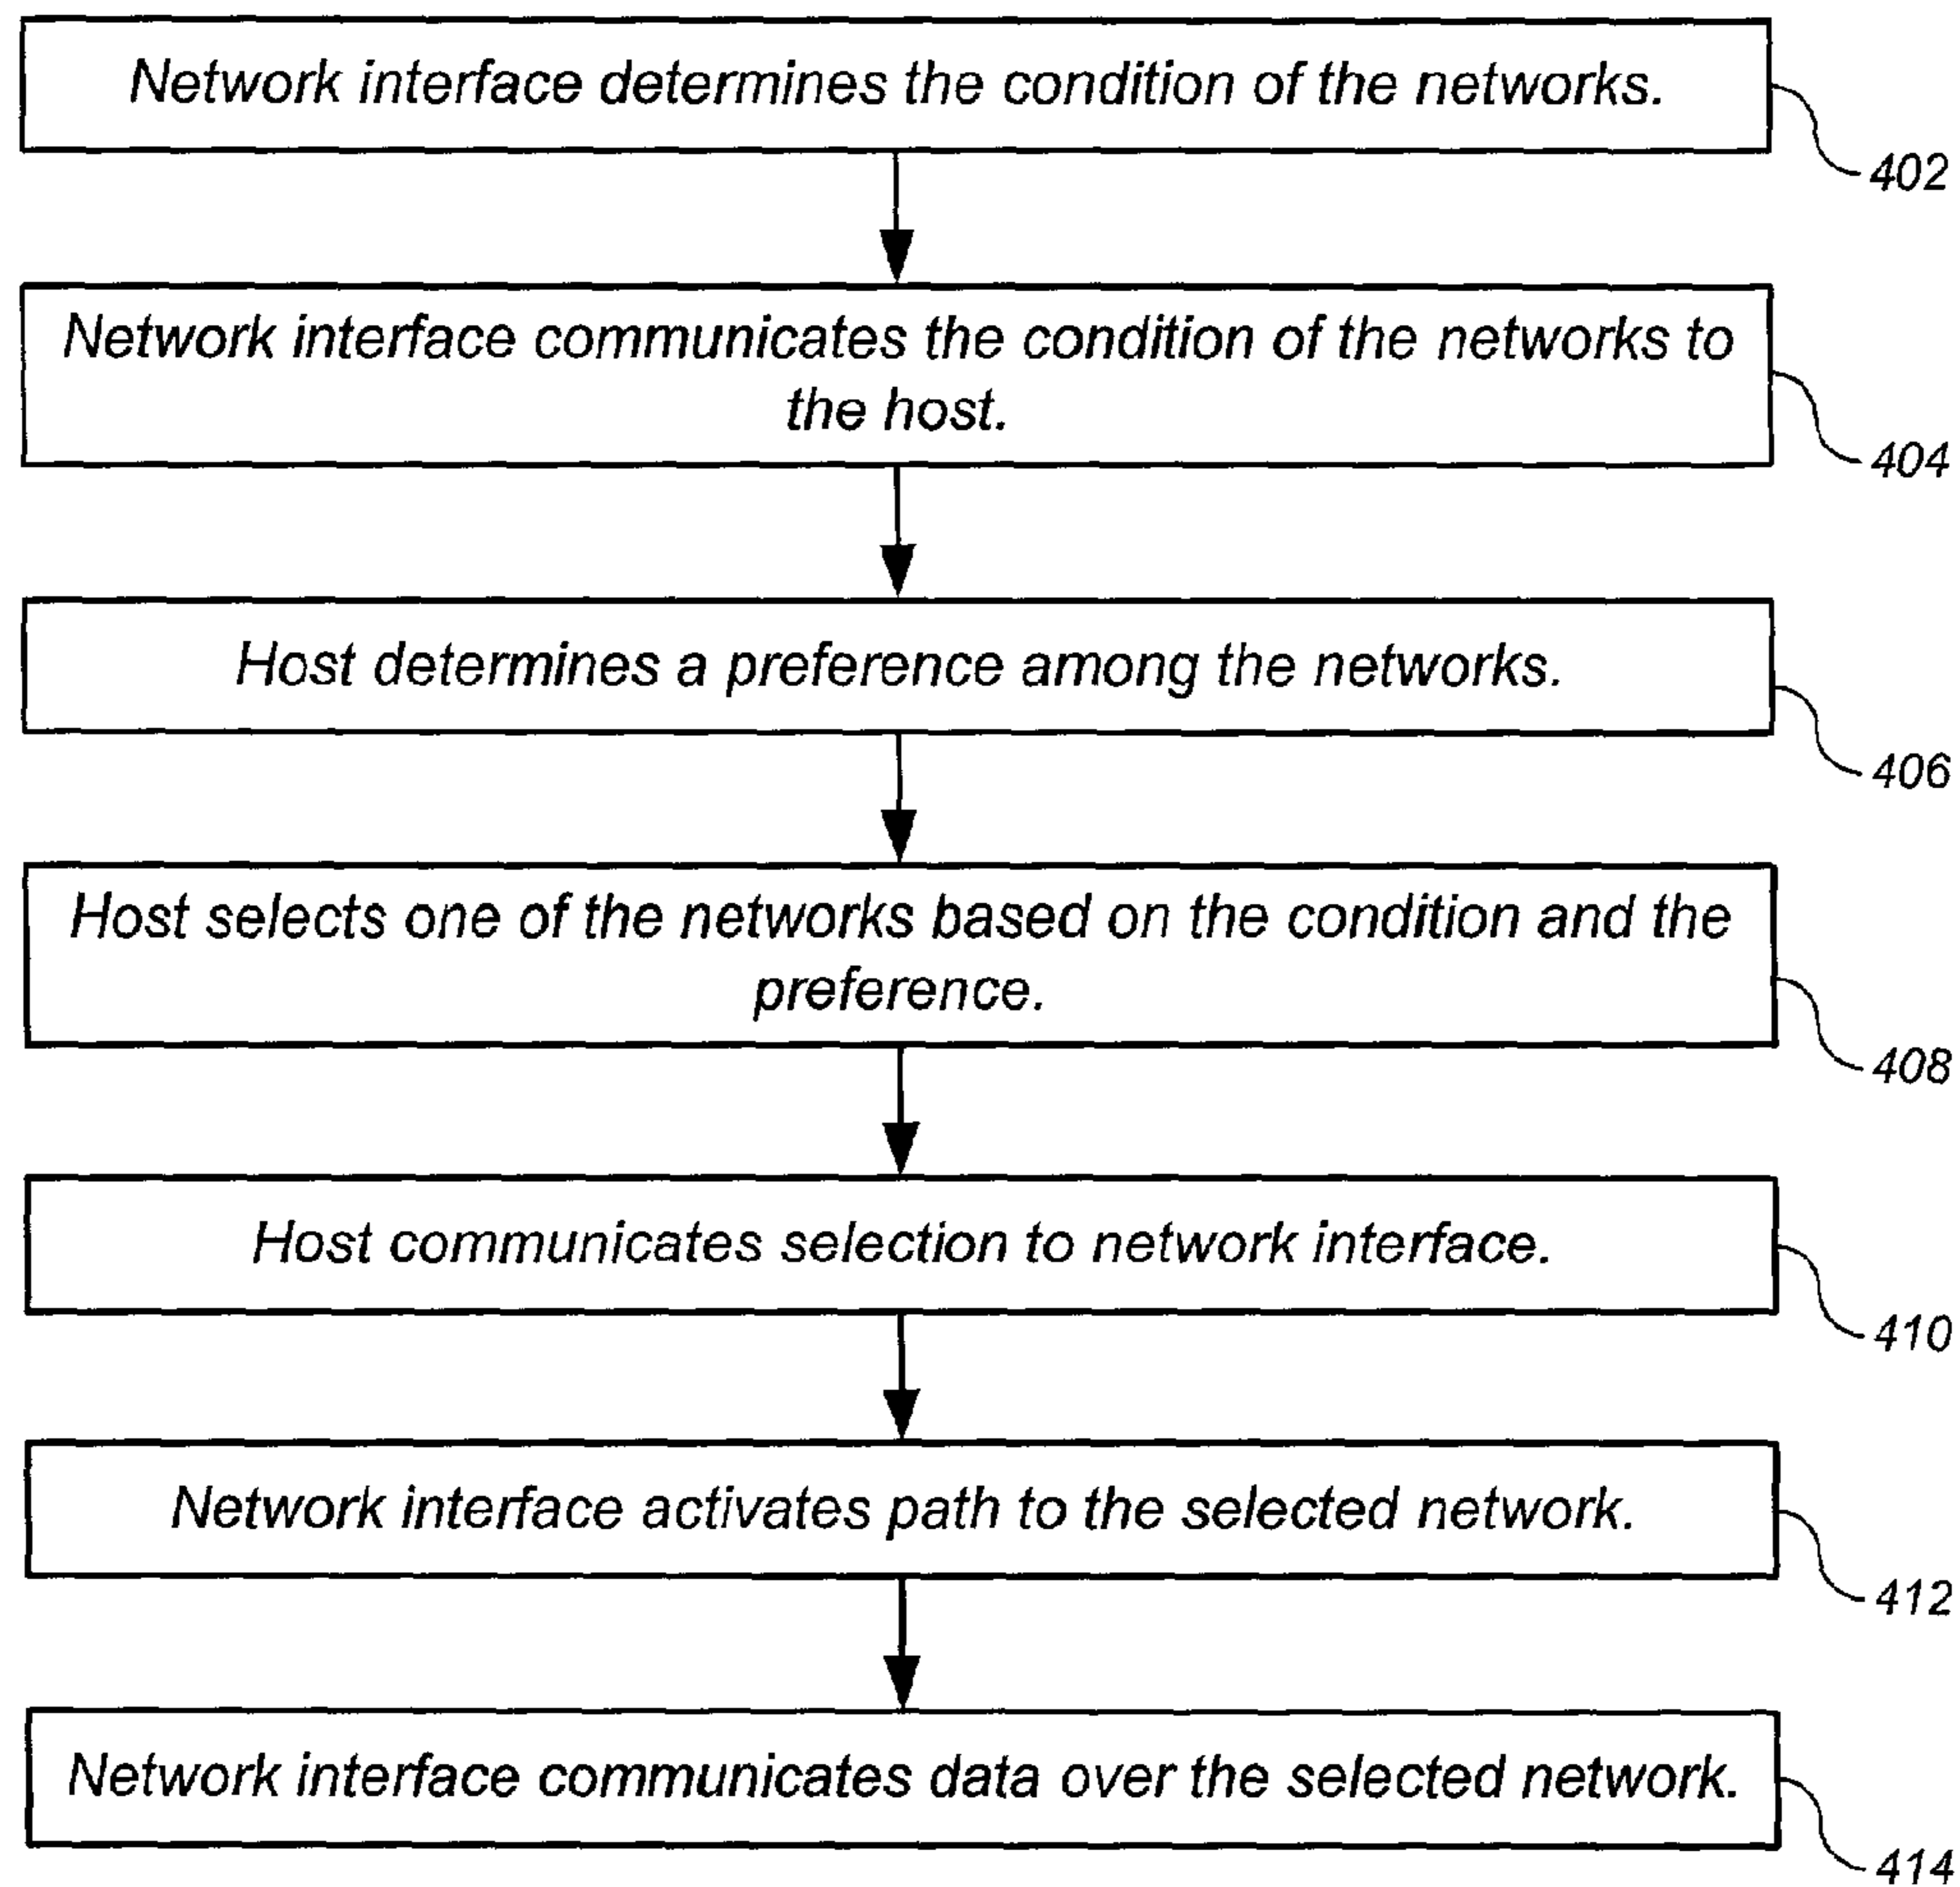 Network interface determines the condition of the networks.
402
Network interface communicates the condition of the networks to
the host.
404
Host determines a preference among the networks.
406
Host selects one of the networks based on the condition and the
preference.
408
Host communicates selection to network interface.
410
Network interface activates path to the selected network.
412
Network interface communicates data over the selected network.
414